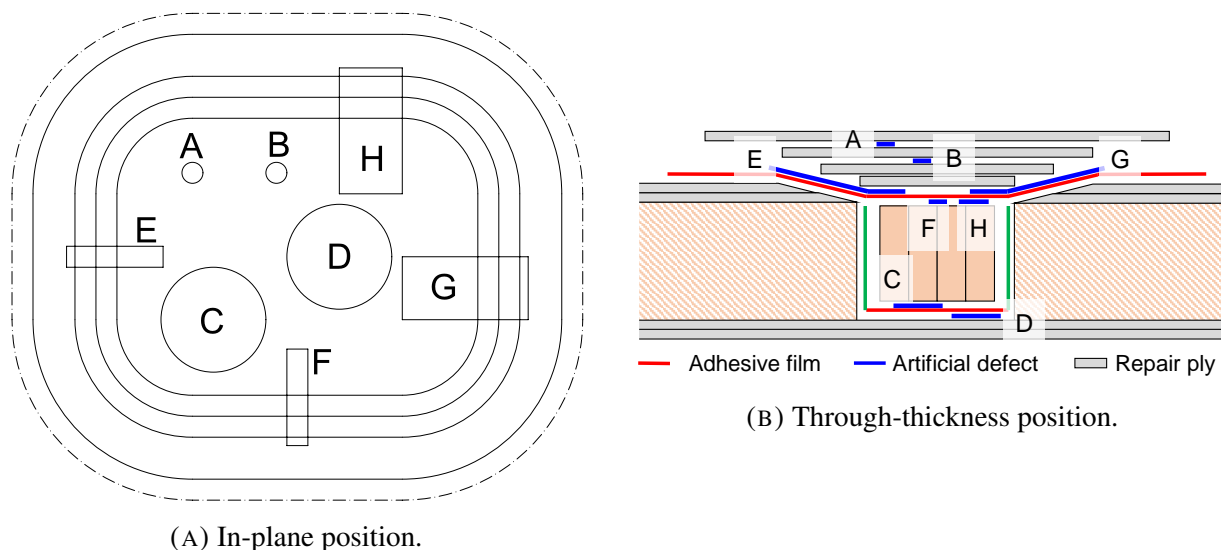 A B
H
E
D
G
C
F
(A) In-plane position.
A
E B G
F H
C
D
Adhesive film Artificial defect Repair ply
(B) Through-thickness position.